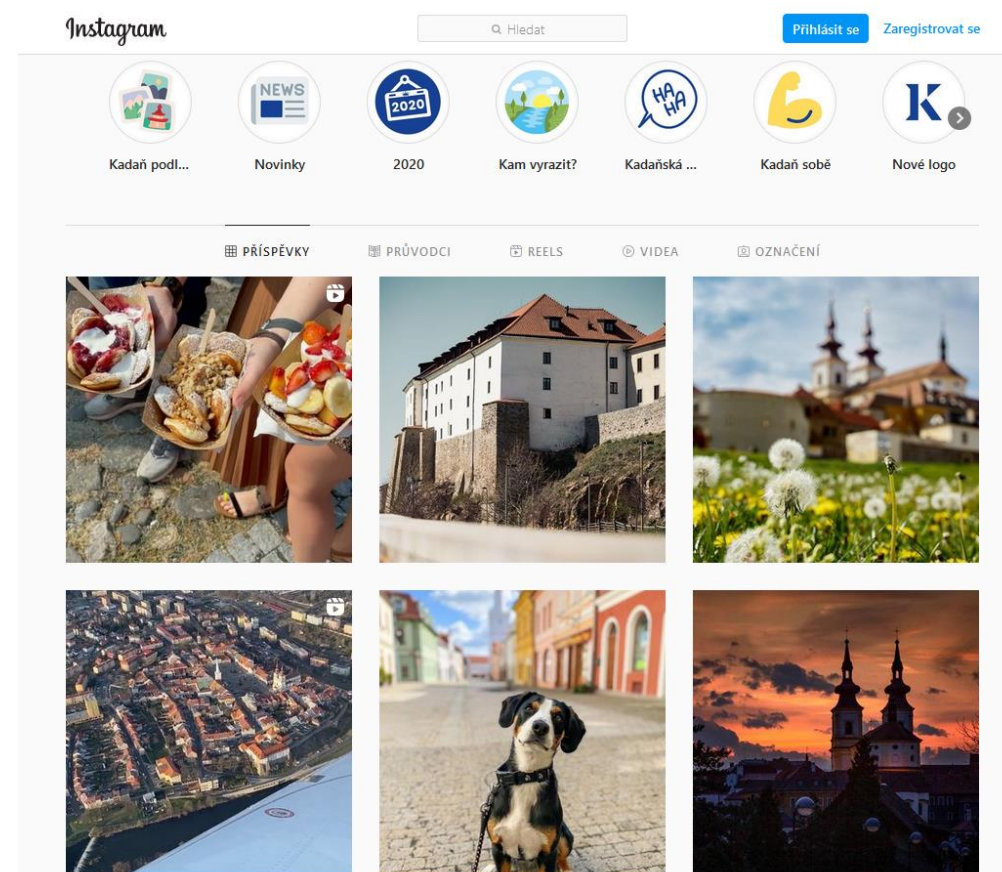 Instagram
Hledat
Přihlásit se
Zaregistrovat se
NEWS
2020
HA
HA
K
Kadaň podl...
Novinky
2020
Kam vyrazit?
Kadaňská ...
Kadaň sobě
Nové logo
PŘÍSPĚVKY
PRŮVODCI
REELS
VIDEA
OZNAČENÍ